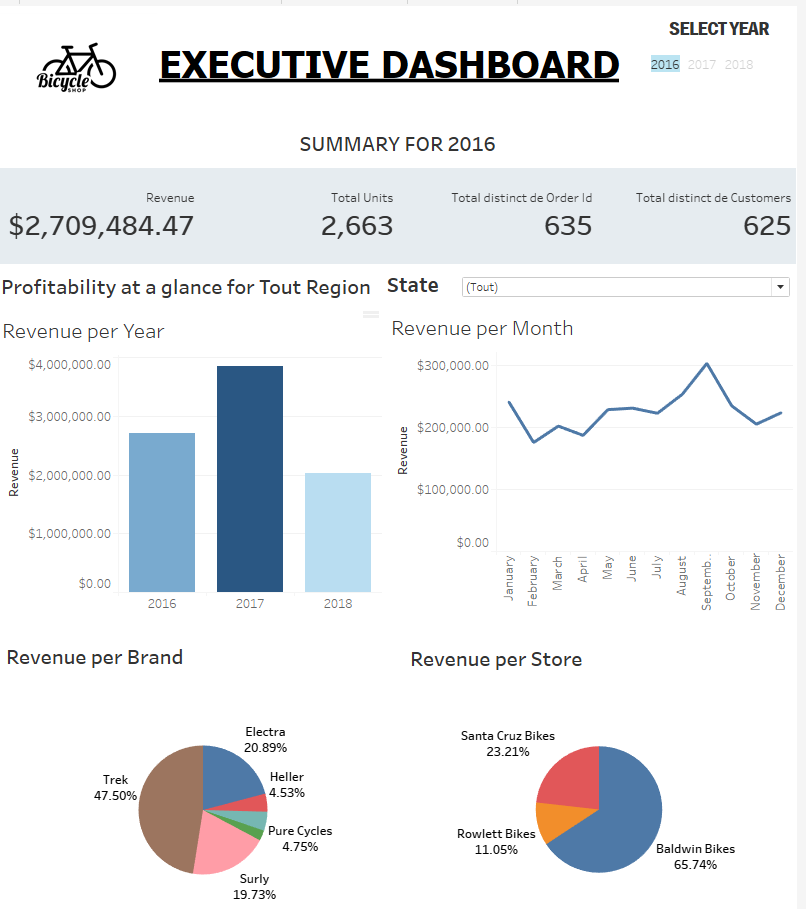 Bicycle
SHOP
EXECUTIVE DASHBOARD
SELECT YEAR
2016 2017 2018
SUMMARY FOR 2016
Revenue
$2,709,484.47
Total Units
2,663
Total distinct de Order Id
635
Total distinct de Customers
625
Profitability at a glance for Tout Region
State
(Tout)
Revenue per Year
$4,000,000.00
$3,000,000.00
$2,000,000.00
$1,000,000.00
$0.00
Revenue
2016
2017
2018
Revenue per Month
$300,000.00
$200,000.00
$100,000.00
$0.00
Revenue
January
February
March
April
May
June
July
August
Septemb..
October
November
December
Revenue per Brand
Electra
20.89%
Heller
4.53%
Pure Cycles
4.75%
Surly
19.73%
Trek
47.50%
Revenue per Store
Santa Cruz Bikes
23.21%
Rowlett Bikes
11.05%
Baldwin Bikes
65.74%